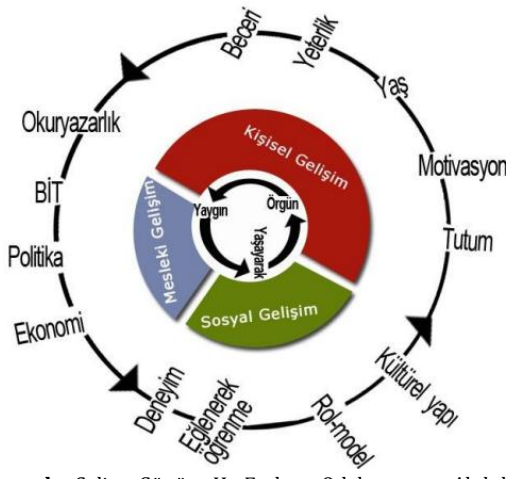 Beceri
Yeterlik
Yaş
Motivasyon
Tutum
Kültürel yapı
Rol-model
Eğlenerek
öğrenme
Deneyim
Ekonomi
Politika
BİT
Okuryazarlık
Kişisel Gelişim
Mesleki Gelişim
Sosyal Gelişim
Örgün
Yaygın
Yaşayarak